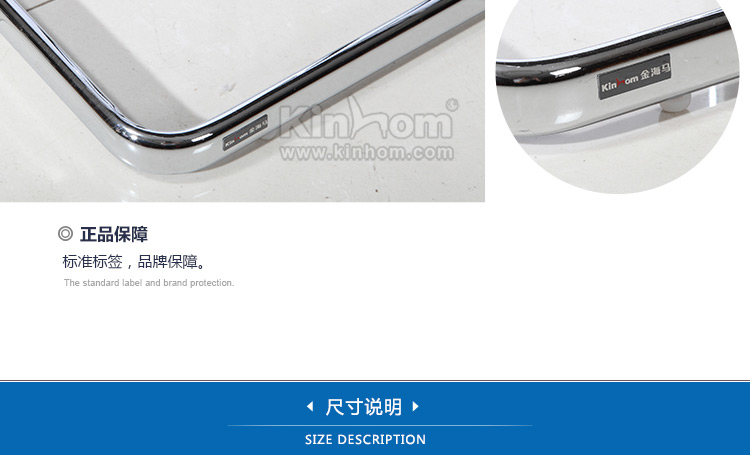 Kinhom
www.kinhom.com
Kinhom 金海马
Kinhom 金海马
正品保障
标准标签，品牌保障。
The standard label and brand protection.
尺寸说明
SIZE DESCRIPTION